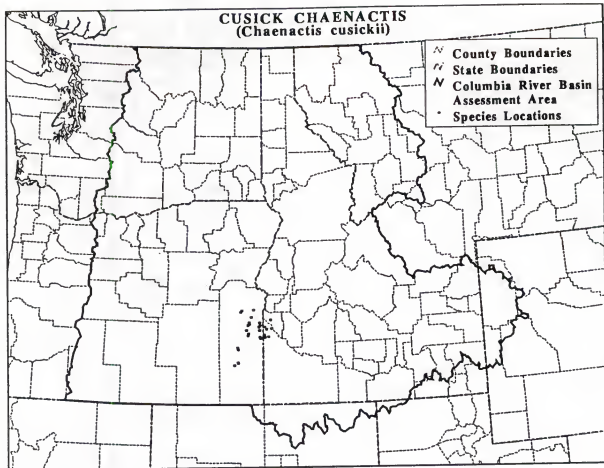 CUSICK CHAENACTIS
(Chaenactis cusickii)
County Boundaries
State Boundaries
Columbia River Basin
Assessment Area
Species Locations